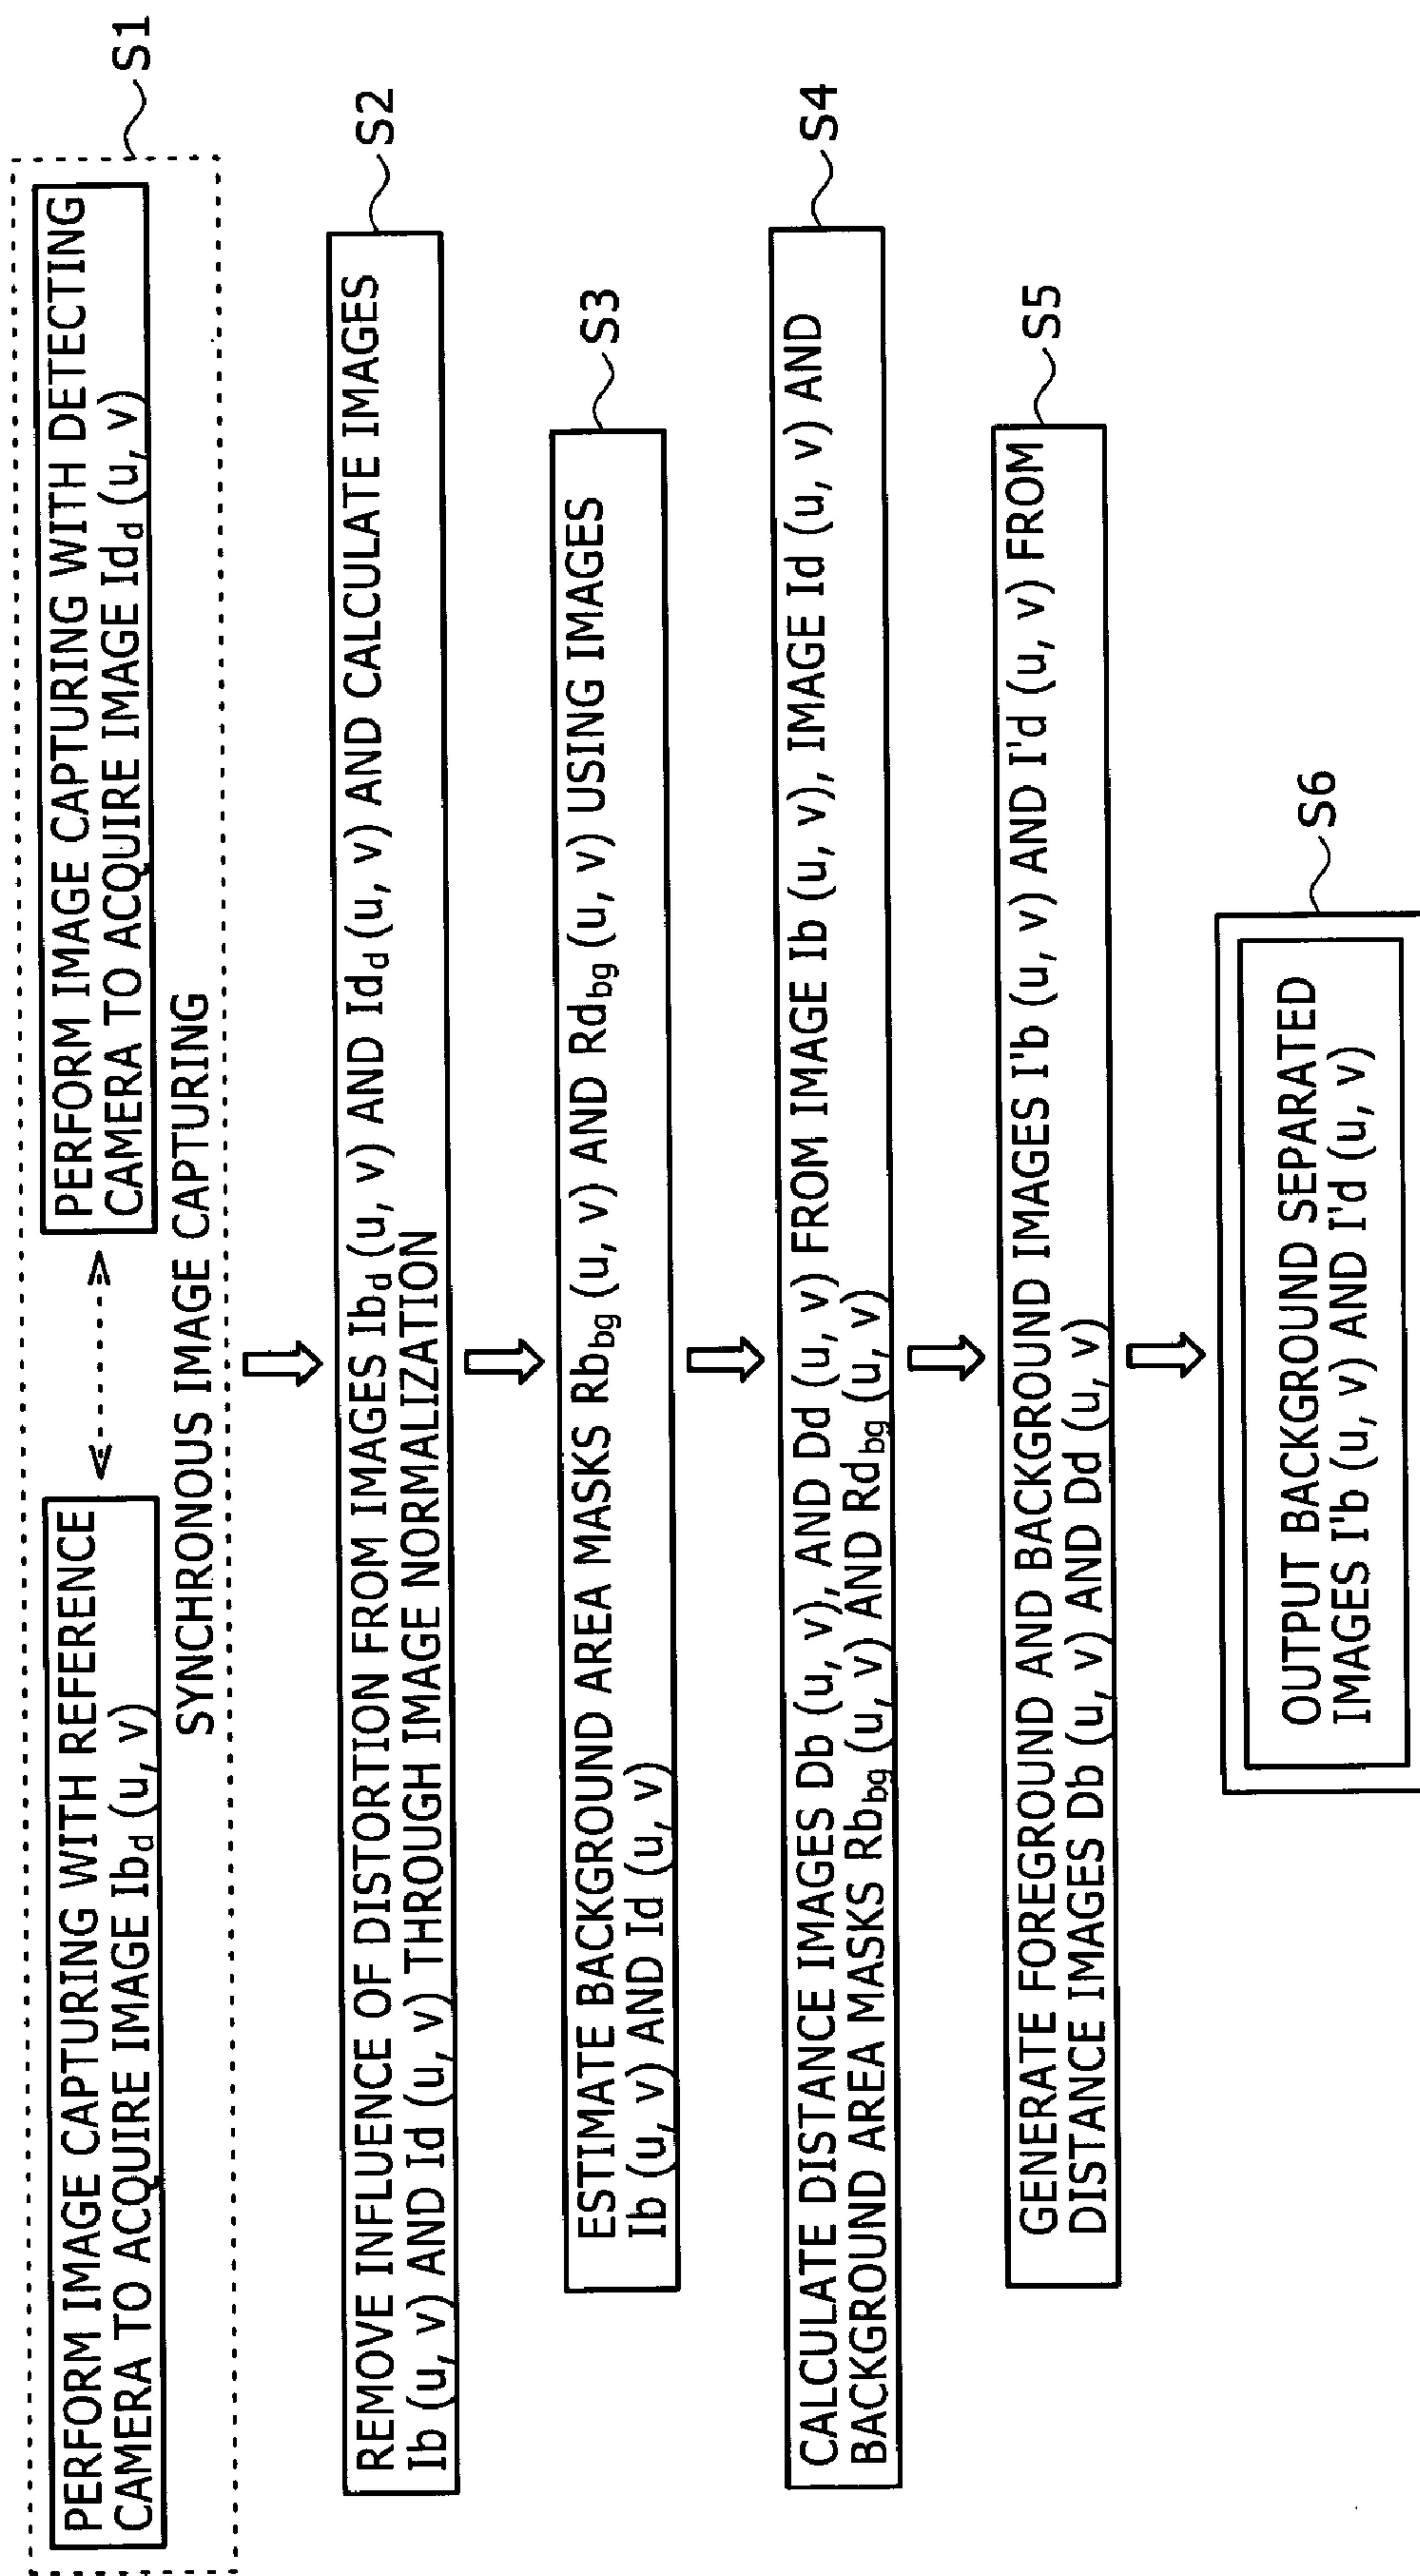 S1
PERFORM IMAGE CAPTURING WITH REFERENCE
CAMERA TO ACQUIRE IMAGE Ibd (u, v)
PERFORM IMAGE CAPTURING WITH DETECTING
CAMERA TO ACQUIRE IMAGE Idd (u, v)
SYNCHRONOUS IMAGE CAPTURING
S2
REMOVE INFLUENCE OF DISTORTION FROM IMAGES Ibd (u, v) AND Idd (u, v) AND CALCULATE IMAGES
Ib (u, v) AND Id (u, v) THROUGH IMAGE NORMALIZATION
S3
ESTIMATE BACKGROUND AREA MASKS Rbbg (u, v) AND Rdbg (u, v) USING IMAGES
Ib (u, v) AND Id (u, v)
S4
CALCULATE DISTANCE IMAGES Db (u, v), AND Dd (u, v) FROM IMAGE Ib (u, v), IMAGE Id (u, v) AND
BACKGROUND AREA MASKS Rbbg (u, v) AND Rdbg (u, v)
S5
GENERATE FOREGROUND AND BACKGROUND IMAGES I'b (u, v) AND I'd (u, v) FROM
DISTANCE IMAGES Db (u, v) AND Dd (u, v)
S6
OUTPUT BACKGROUND SEPARATED
IMAGES I'b (u, v) AND I'd (u, v)